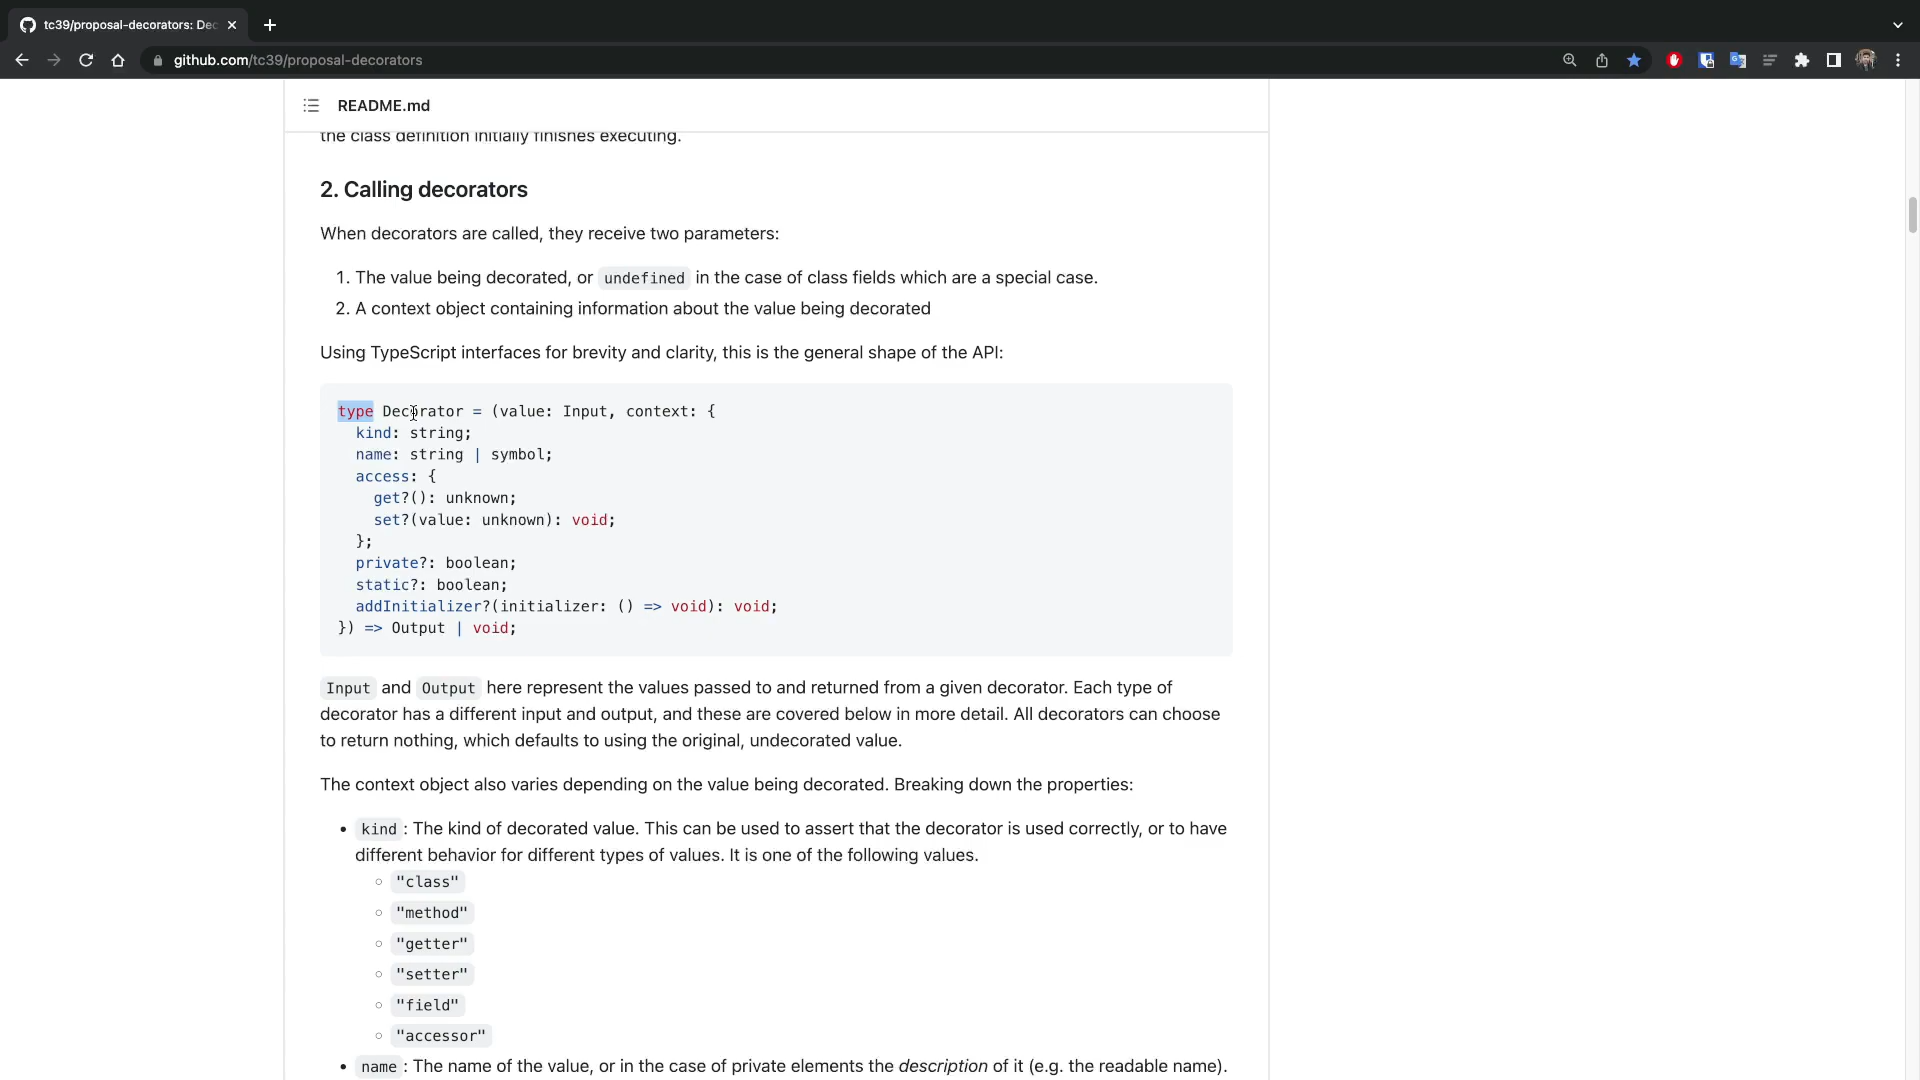 tc39/proposal-decorators: Dec
github.com/tc39/proposal-decorators
README.md
the class definition initially finishes executing.
2. Calling decorators
When decorators are called, they receive two parameters:
1. The value being decorated, or undefined in the case of class fields which are a special case.
2. A context object containing information about the value being decorated
Using TypeScript interfaces for brevity and clarity, this is the general shape of the API:
type Decorator = (value: Input, context: {
  kind: string;
  name: string | symbol;
  access: {
    get?(): unknown;
    set?(value: unknown): void;
  };
  private?: boolean;
  static?: boolean;
  addInitializer?(initializer: () => void): void;
}) => Output | void;
Input and Output here represent the values passed to and returned from a given decorator. Each type of
decorator has a different input and output, and these are covered below in more detail. All decorators can choose
to return nothing, which defaults to using the original, undecorated value.
The context object also varies depending on the value being decorated. Breaking down the properties:
• kind : The kind of decorated value. This can be used to assert that the decorator is used correctly, or to have
different behavior for different types of values. It is one of the following values.
○ "class"
○ "method"
○ "getter"
○ "setter"
○ "field"
○ "accessor"
• name : The name of the value, or in the case of private elements the description of it (e.g. the readable name).